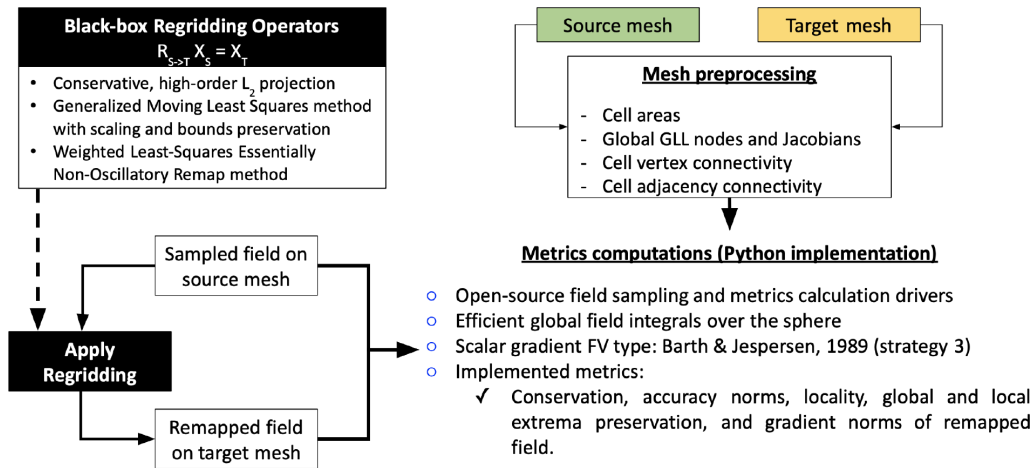 Black-box Regridding Operators
R_{S->T} X_S = X_T
• Conservative, high-order L_2 projection
• Generalized Moving Least Squares method
with scaling and bounds preservation
• Weighted Least-Squares Essentially
Non-Oscillatory Remap method
Source mesh
Target mesh
Mesh preprocessing
- Cell areas
- Global GLL nodes and Jacobians
- Cell vertex connectivity
- Cell adjacency connectivity
Sampled field on
source mesh
Apply
Regridding
Remapped field
on target mesh
Metrics computations (Python implementation)
○ Open-source field sampling and metrics calculation drivers
○ Efficient global field integrals over the sphere
○ Scalar gradient FV type: Barth & Jespersen, 1989 (strategy 3)
○ Implemented metrics:
✓ Conservation, accuracy norms, locality, global and local
extrema preservation, and gradient norms of remapped
field.